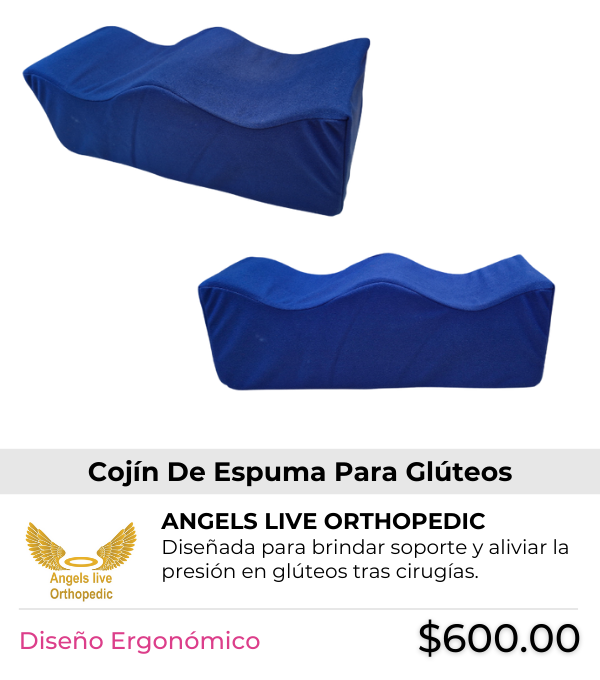 Cojín De Espuma Para Glúteos
ANGELS LIVE ORTHOPEDIC
Diseñada para brindar soporte y aliviar la
presión en glúteos tras cirugías.
Angels live
Orthopedic
Diseño Ergonómico
$600.00